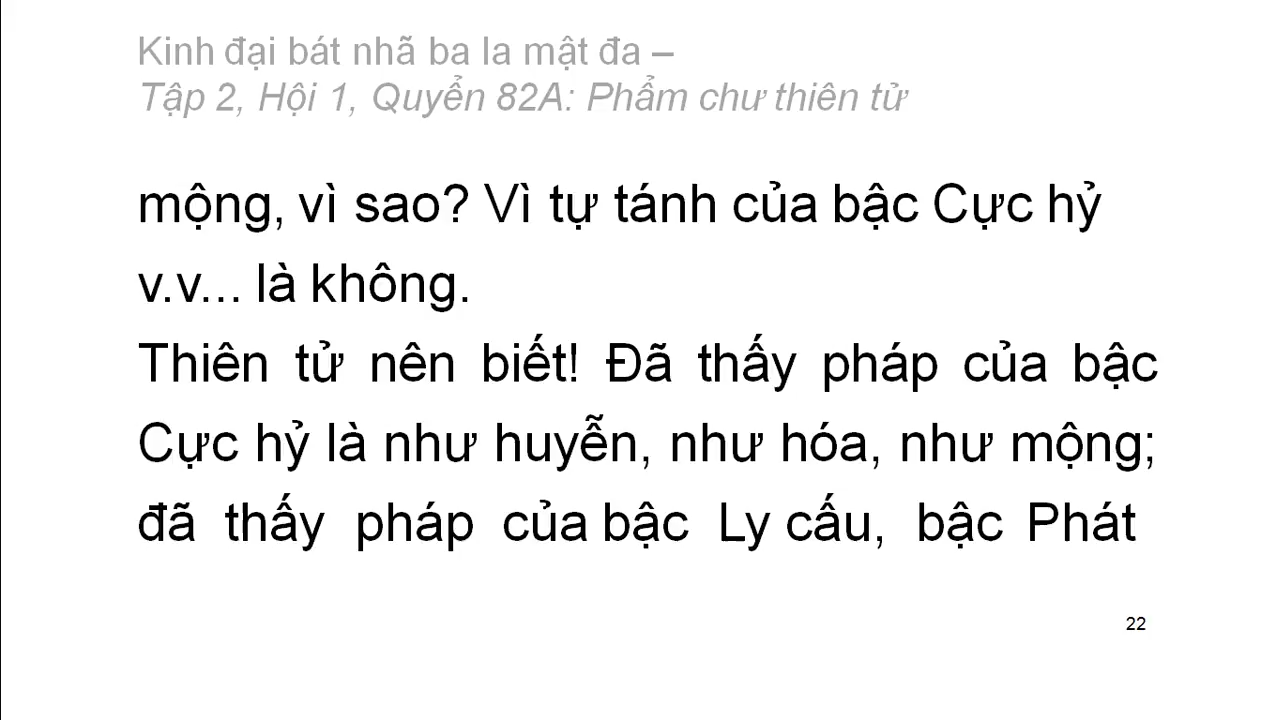 Kinh đại bát nhã ba la mật đa –
Tập 2, Hội 1, Quyển 82A: Phẩm chư thiên tử
mộng, vì sao? Vì tự tánh của bậc Cực hỷ
v.v... là không.
Thiên tử nên biết! Đã thấy pháp của bậc
Cực hỷ là như huyễn, như hóa, như mộng;
đã thấy pháp của bậc Ly cấu, bậc Phát
22